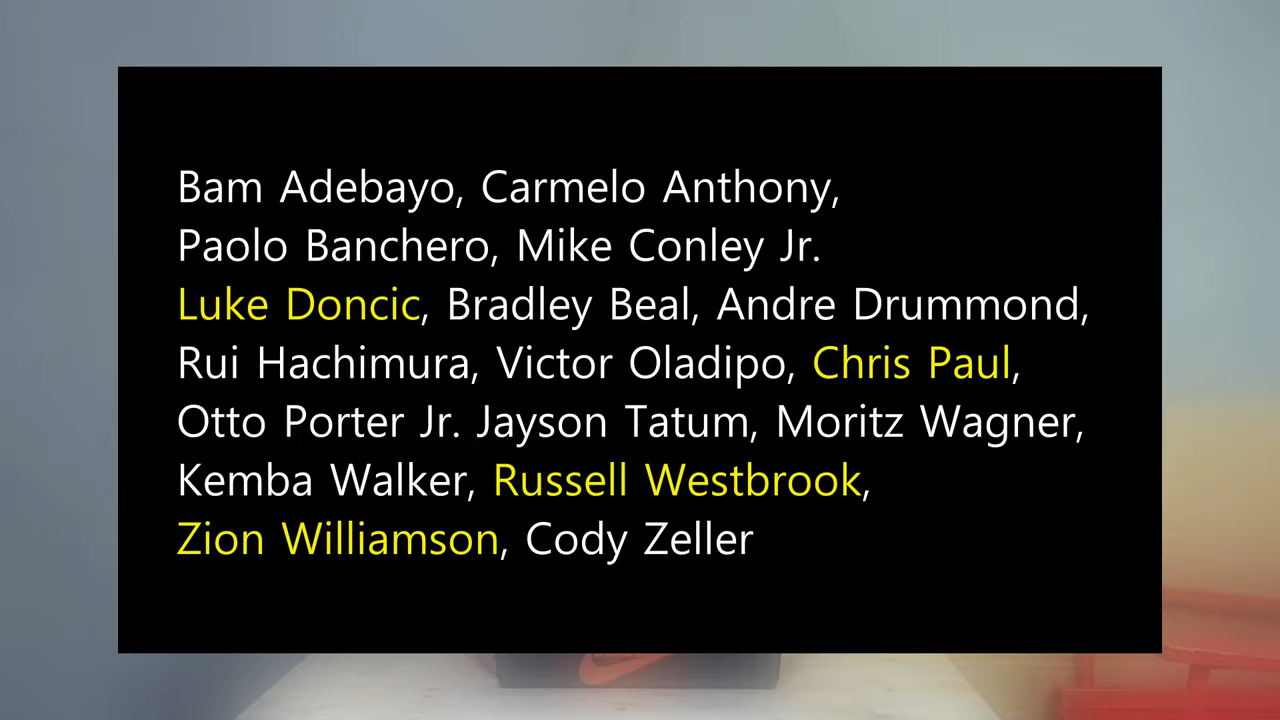 Bam Adebayo, Carmelo Anthony,
Paolo Banchero, Mike Conley Jr.
Luke Doncic, Bradley Beal, Andre Drummond,
Rui Hachimura, Victor Oladipo, Chris Paul,
Otto Porter Jr. Jayson Tatum, Moritz Wagner,
Kemba Walker, Russell Westbrook,
Zion Williamson, Cody Zeller